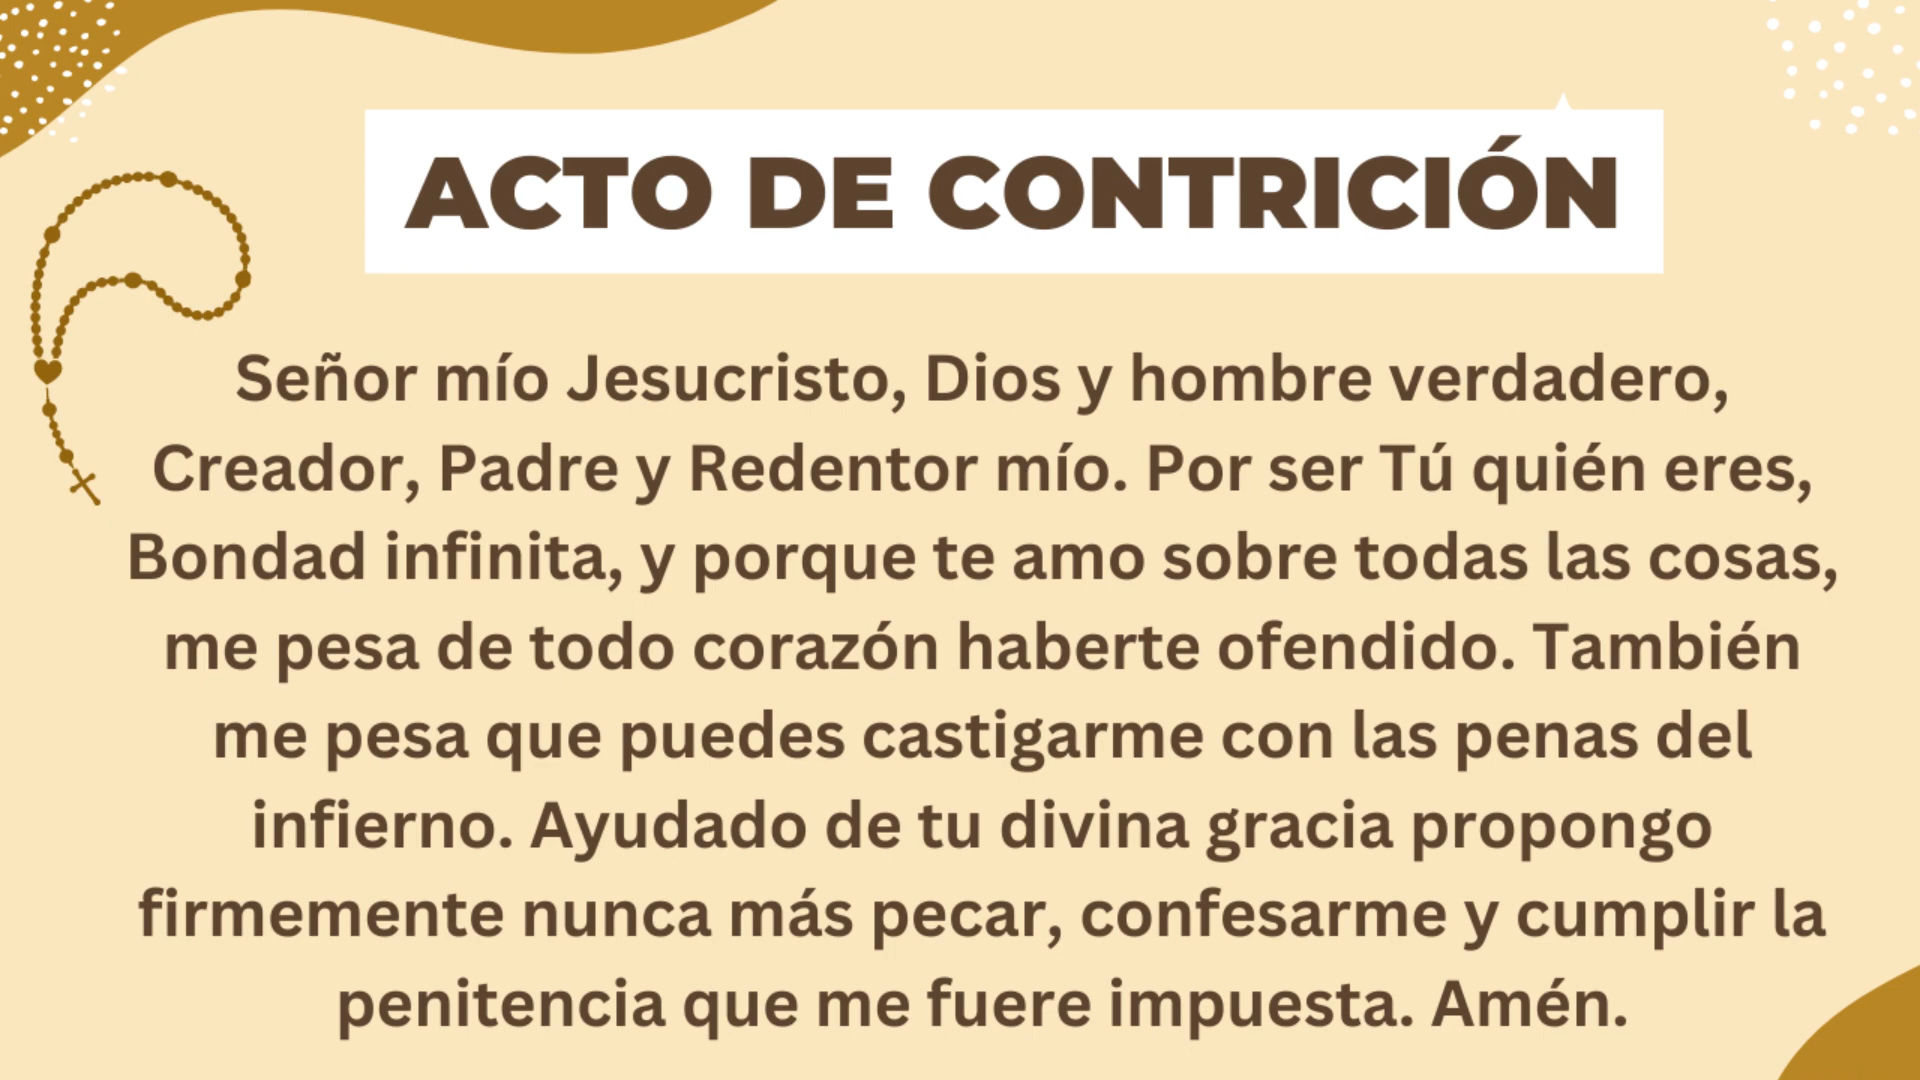 ACTO DE CONTRICIÓN
Señor mío Jesucristo, Dios y hombre verdadero,
Creador, Padre y Redentor mío. Por ser Tú quién eres,
Bondad infinita, y porque te amo sobre todas las cosas,
me pesa de todo corazón haberte ofendido. También
me pesa que puedes castigarme con las penas del
infierno. Ayudado de tu divina gracia propongo
firmemente nunca más pecar, confesarme y cumplir la
penitencia que me fuere impuesta. Amén.